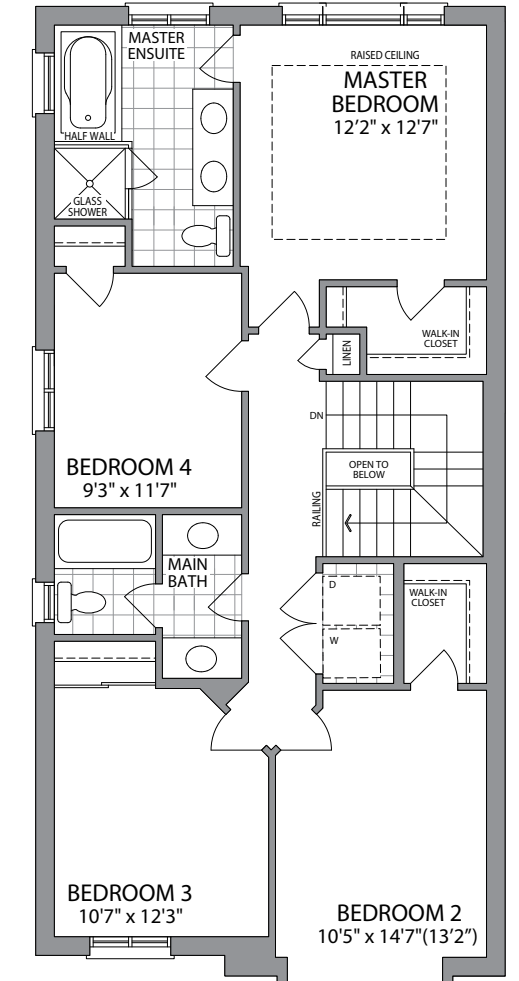 MASTER
ENSUITE
RAISED CEILING
MASTER
BEDROOM
12'2" x 12'7"
HALF WALL
GLASS
SHOWER
WALK-IN
CLOSET
LINEN
DN
OPEN TO
BELOW
RAILING
BEDROOM 4
9'3" x 11'7"
MAIN
BATH
D
W
WALK-IN
CLOSET
BEDROOM 3
10'7" x 12'3"
BEDROOM 2
10'5" x 14'7"(13'2")